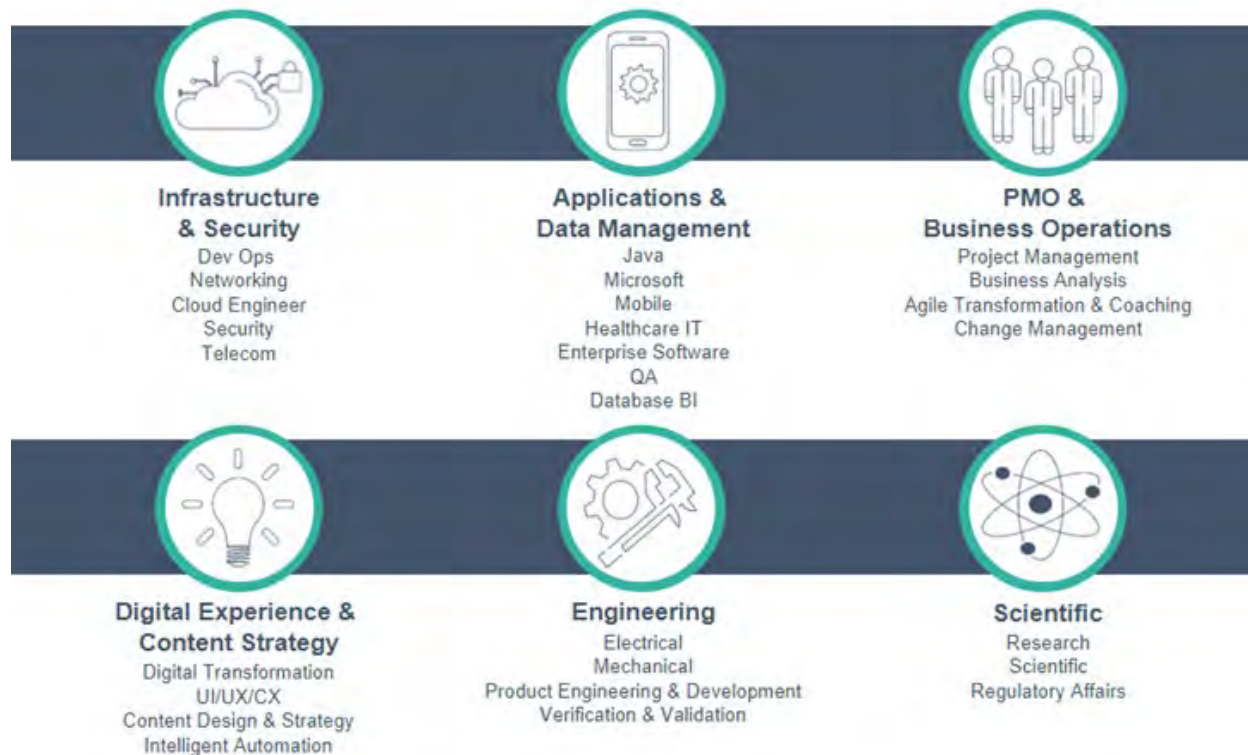 Infrastructure
& Security
Dev Ops
Networking
Cloud Engineer
Security
Telecom
Applications &
Data Management
Java
Microsoft
Mobile
Healthcare IT
Enterprise Software
QA
Database BI
PMO &
Business Operations
Project Management
Business Analysis
Agile Transformation & Coaching
Change Management
Digital Experience &
Content Strategy
Digital Transformation
UI/UX/CX
Content Design & Strategy
Intelligent Automation
Engineering
Electrical
Mechanical
Product Engineering & Development
Verification & Validation
Scientific
Research
Scientific
Regulatory Affairs